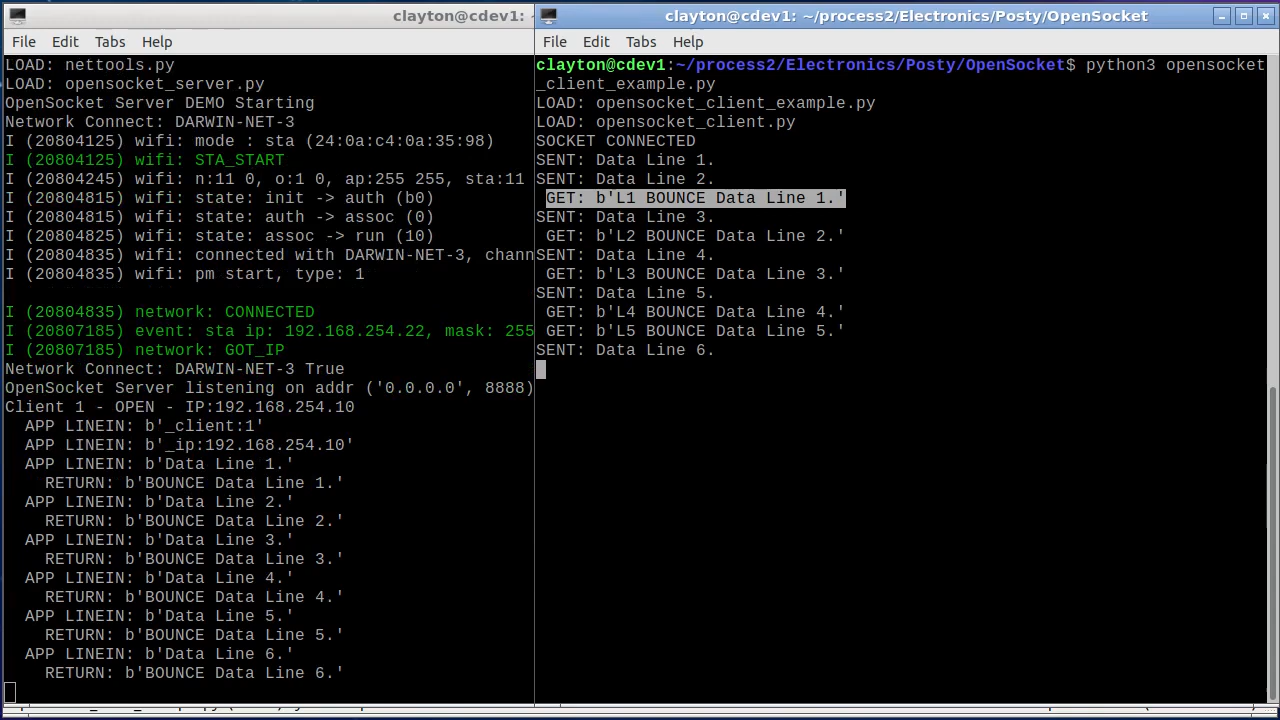 clayton@cdev1: ~
File Edit Tabs Help
LOAD: nettools.py
LOAD: opensocket_server.py
OpenSocket Server DEMO Starting
Network Connect: DARWIN-NET-3
I (20804125) wifi: mode : sta (24:0a:c4:0a:35:98)
I (20804125) wifi: STA_START
I (20804245) wifi: n:11 0, o:1 0, ap:255 255, sta:11
I (20804815) wifi: state: init -> auth (b0)
I (20804815) wifi: state: auth -> assoc (0)
I (20804825) wifi: state: assoc -> run (10)
I (20804835) wifi: connected with DARWIN-NET-3, chann
I (20804835) wifi: pm start, type: 1
I (20804835) network: CONNECTED
I (20807185) event: sta ip: 192.168.254.22, mask: 255
I (20807185) network: GOT_IP
Network Connect: DARWIN-NET-3 True
OpenSocket Server listening on addr ('0.0.0.0', 8888)
Client 1 - OPEN - IP:192.168.254.10
APP LINEIN: b'_client:1'
APP LINEIN: b'_ip:192.168.254.10'
APP LINEIN: b'Data Line 1.'
RETURN: b'BOUNCE Data Line 1.'
APP LINEIN: b'Data Line 2.'
RETURN: b'BOUNCE Data Line 2.'
APP LINEIN: b'Data Line 3.'
RETURN: b'BOUNCE Data Line 3.'
APP LINEIN: b'Data Line 4.'
RETURN: b'BOUNCE Data Line 4.'
APP LINEIN: b'Data Line 5.'
RETURN: b'BOUNCE Data Line 5.'
APP LINEIN: b'Data Line 6.'
RETURN: b'BOUNCE Data Line 6.'
clayton@cdev1: ~/process2/Electronics/Posty/OpenSocket
File Edit Tabs Help
clayton@cdev1:~/process2/Electronics/Posty/OpenSocket$ python3 opensocket
_client_example.py
LOAD: opensocket_client_example.py
LOAD: opensocket_client.py
SOCKET CONNECTED
SENT: Data Line 1.
SENT: Data Line 2.
GET: b'L1 BOUNCE Data Line 1.'
SENT: Data Line 3.
GET: b'L2 BOUNCE Data Line 2.'
SENT: Data Line 4.
GET: b'L3 BOUNCE Data Line 3.'
SENT: Data Line 5.
GET: b'L4 BOUNCE Data Line 4.'
GET: b'L5 BOUNCE Data Line 5.'
SENT: Data Line 6.